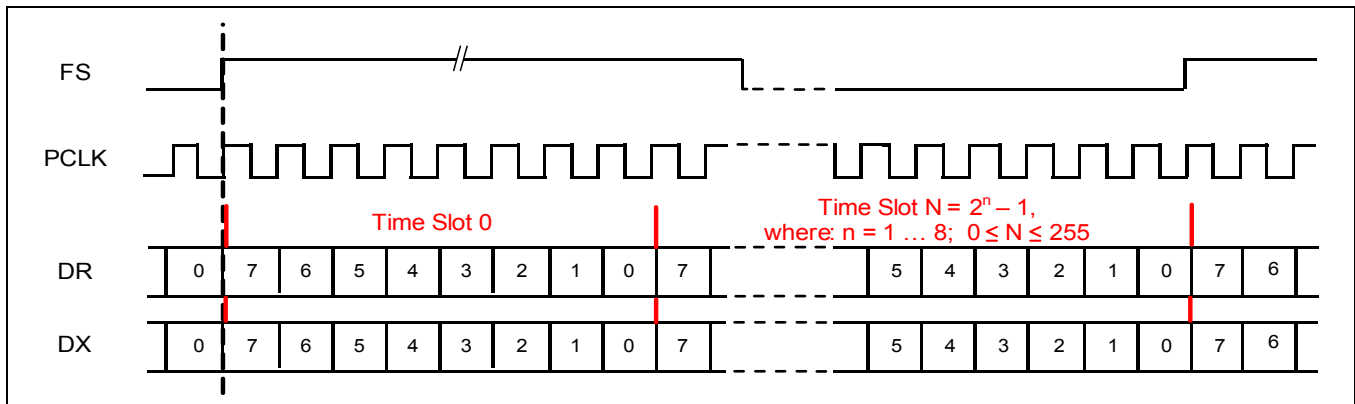 FS
PCLK
Time Slot 0
Time Slot N = 2ⁿ – 1,
where: n = 1 … 8; 0 ≤ N ≤ 255
DR 0 7 6 5 4 3 2 1 0 7 5 4 3 2 1 0 7 6
DX 0 7 6 5 4 3 2 1 0 7 5 4 3 2 1 0 7 6